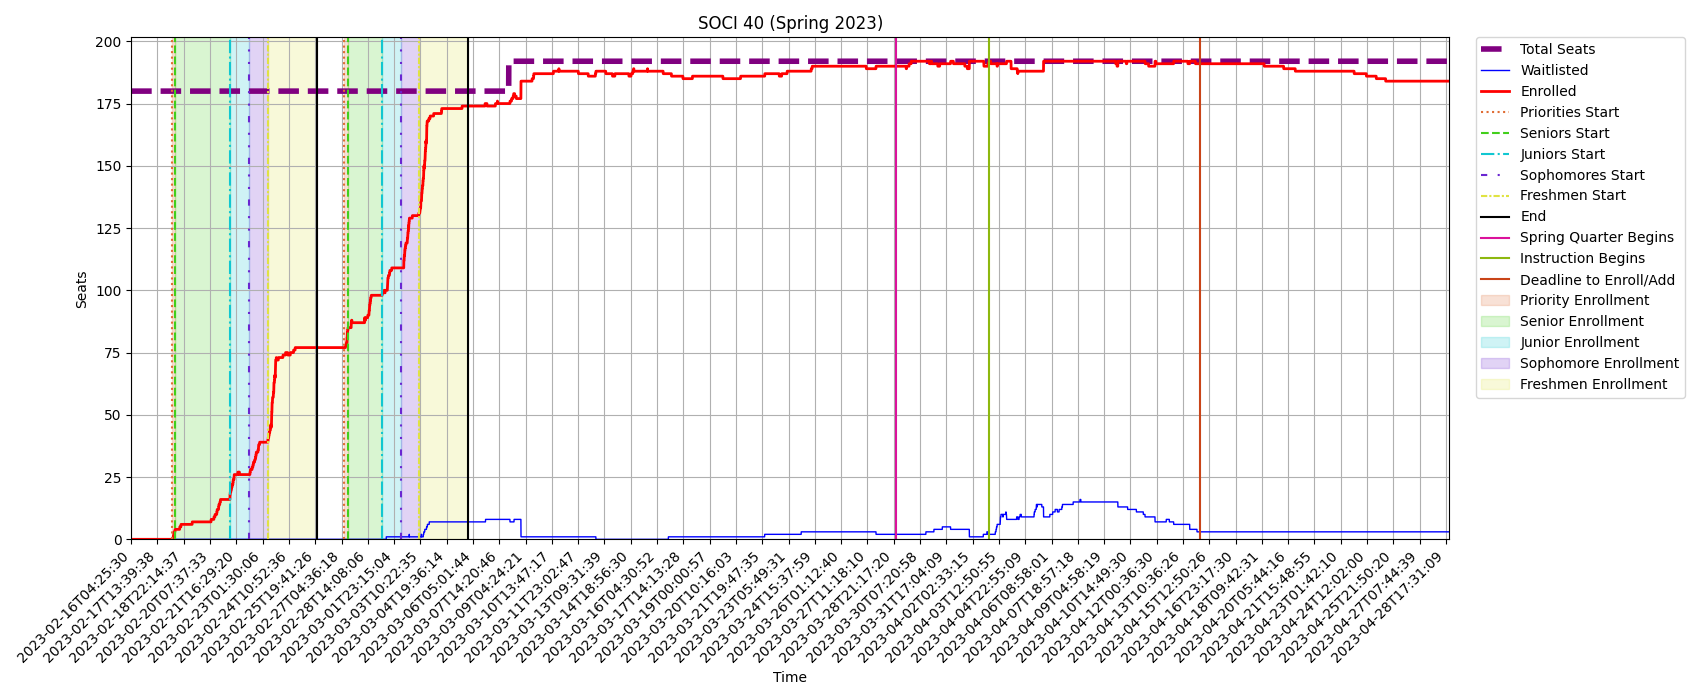 SOCI 40 (Spring 2023)
Seats
200
175
150
125
100
75
50
25
0
2023-02-16T04:25:30
2023-02-17T13:39:38
2023-02-18T22:14:37
2023-02-20T07:37:33
2023-02-21T16:29:20
2023-02-23T01:30:06
2023-02-24T10:52:36
2023-02-25T19:41:26
2023-02-27T04:36:18
2023-02-28T14:08:06
2023-03-01T23:15:04
2023-03-03T10:22:35
2023-03-04T19:36:14
2023-03-06T05:01:44
2023-03-07T14:20:46
2023-03-09T04:24:21
2023-03-10T13:47:17
2023-03-11T23:02:47
2023-03-13T09:31:39
2023-03-14T18:56:30
2023-03-16T04:30:52
2023-03-17T14:13:28
2023-03-19T00:00:57
2023-03-20T10:16:03
2023-03-21T19:47:35
2023-03-23T05:49:31
2023-03-24T15:37:59
2023-03-26T01:12:40
2023-03-27T11:18:10
2023-03-28T21:17:20
2023-03-30T07:20:58
2023-03-31T17:04:09
2023-04-02T02:33:15
2023-04-03T12:50:55
2023-04-04T22:55:09
2023-04-06T08:58:01
2023-04-07T18:57:18
2023-04-09T04:58:19
2023-04-10T14:49:30
2023-04-12T00:36:30
2023-04-13T10:36:26
2023-04-15T12:50:26
2023-04-16T23:17:30
2023-04-18T09:42:31
2023-04-20T05:44:16
2023-04-21T15:48:55
2023-04-23T01:42:10
2023-04-24T12:02:00
2023-04-25T21:50:20
2023-04-27T07:44:39
2023-04-28T17:31:09
Time
Total Seats
Waitlisted
Enrolled
Priorities Start
Seniors Start
Juniors Start
Sophomores Start
Freshmen Start
End
Spring Quarter Begins
Instruction Begins
Deadline to Enroll/Add
Priority Enrollment
Senior Enrollment
Junior Enrollment
Sophomore Enrollment
Freshmen Enrollment